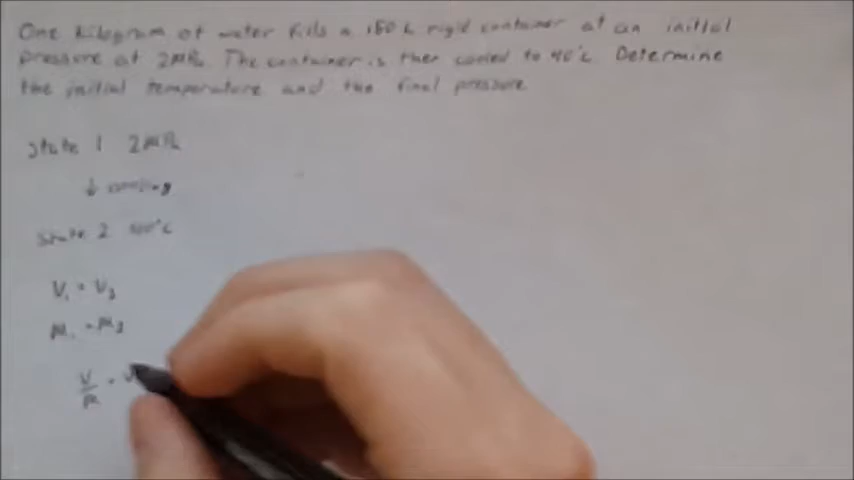 One kilogram of water fills a 150 L rigid container at an initial
pressure of 2MPa. The container is then cooled to 40°C. Determine
the initial temperature and the final pressure
State 1 2MPa
↓ cooling
State 2 40°C
V₁ = V₂
m₁ = m₂
V/m = v